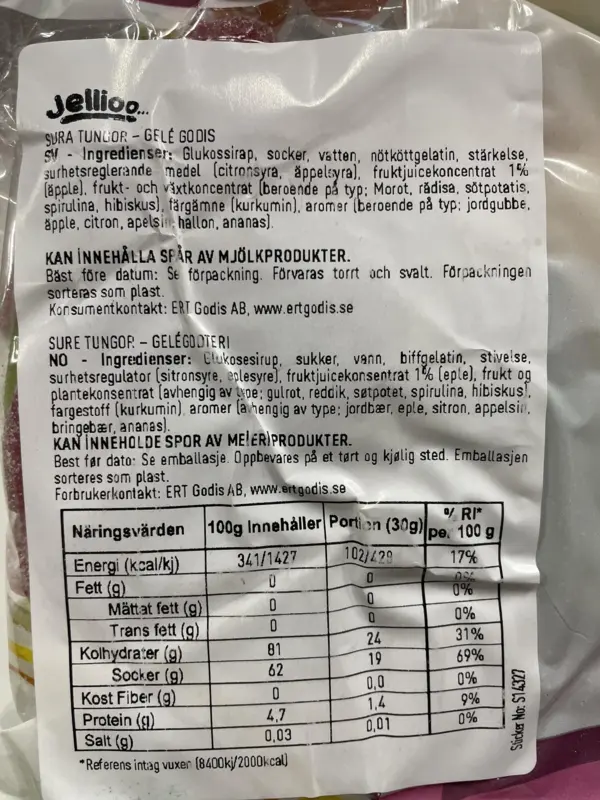 Jellioo...
SURA TUNGOR – GELÉ GODIS
SV - Ingredienser: Glukossirap, socker, vatten, nötköttgelatin, stärkelse,
surhetsreglerande medel (citronsyra, äppelsyra), fruktjuicekoncentrat 1%
(äpple), frukt- och växtkoncentrat (beroende på typ; Morot, rädisa, sötpotatis,
spirulina, hibiskus), färgämne (kurkumin), aromer (beroende på typ: jordgubbe,
äpple, citron, apelsin, hallon, ananas).
KAN İNNEHÅLLA SPÅR AV MJÖLKPRODUKTER.
Bäst före datum: Se förpackning. Förvaras torrt och svalt. Förpackningen
sorteras som plast.
Konsumentkontakt: ERT Godis AB, www.ertgodis.se
SURE TUNGOR – GELÉGODTERI
NO - Ingredienser: Glukosesirup, sukker, vann, biffgelatin, stivelse,
surhetsregulator (sitronsyre, eplesyre), fruktjuicekonsentrat 1% (eple), frukt og
plantekonsentrat (avhengig av type; gulrot, reddik, søtpotet, spirulina, hibiskus),
fargestoff (kurkumin), aromer (avhengig av type; jordbær, eple, sitron, appelsin,
bringebær, ananas).
KAN İNNEHOLDE SPOR AV MEIERIPRODUKTER.
Best før dato: Se emballasje. Oppbevares på et tørt og kjølig sted. Emballasjen
sorteres som plast.
Forbrukerkontakt: ERT Godis AB, www.ertgodis.se
Näringsvärden 100g Innehåller Portion (30g) % RI* per 100 g
Energi (kcal/kj) 341/1427 102/428 17%
Fett (g) 0 0 0%
Mättat fett (g) 0 0 0%
Trans fett (g) 0 0 0%
Kolhydrater (g) 81 24 31%
Socker (g) 62 19 69%
Kost Fiber (g) 0 0,0 0%
Protein (g) 4,7 1,4 9%
Salt (g) 0,03 0,01 0%
*Referens intag vuxen (8400kj/2000kcal)
Sticker No: S14327